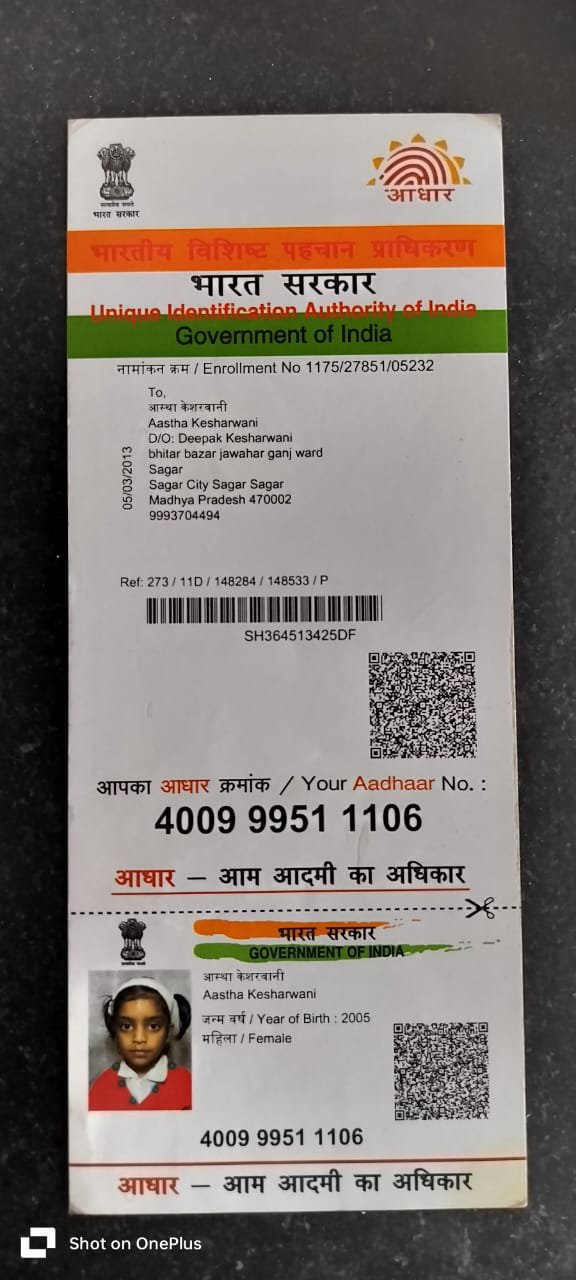 सत्यमेव जयते
भारत सरकार
आधार
भारतीय विशिष्ट पहचान प्राधिकरण
भारत सरकार
Unique Identification Authority of India
Government of India
नामांकन क्रम / Enrollment No 1175/27851/05232
To,
आस्था केशरवानी
Aastha Kesharwani
D/O: Deepak Kesharwani
bhitar bazar jawahar ganj ward
Sagar
Sagar City Sagar Sagar
Madhya Pradesh 470002
9993704494
05/03/2013
Ref: 273 / 11D / 148284 / 148533 / P
SH364513425DF
आपका आधार क्रमांक / Your Aadhaar No. :
4009 9951 1106
आधार – आम आदमी का अधिकार
भारत सरकार
GOVERNMENT OF INDIA
आस्था केशरवानी
Aastha Kesharwani
जन्म वर्ष / Year of Birth : 2005
महिला / Female
4009 9951 1106
आधार – आम आदमी का अधिकार
Shot on OnePlus